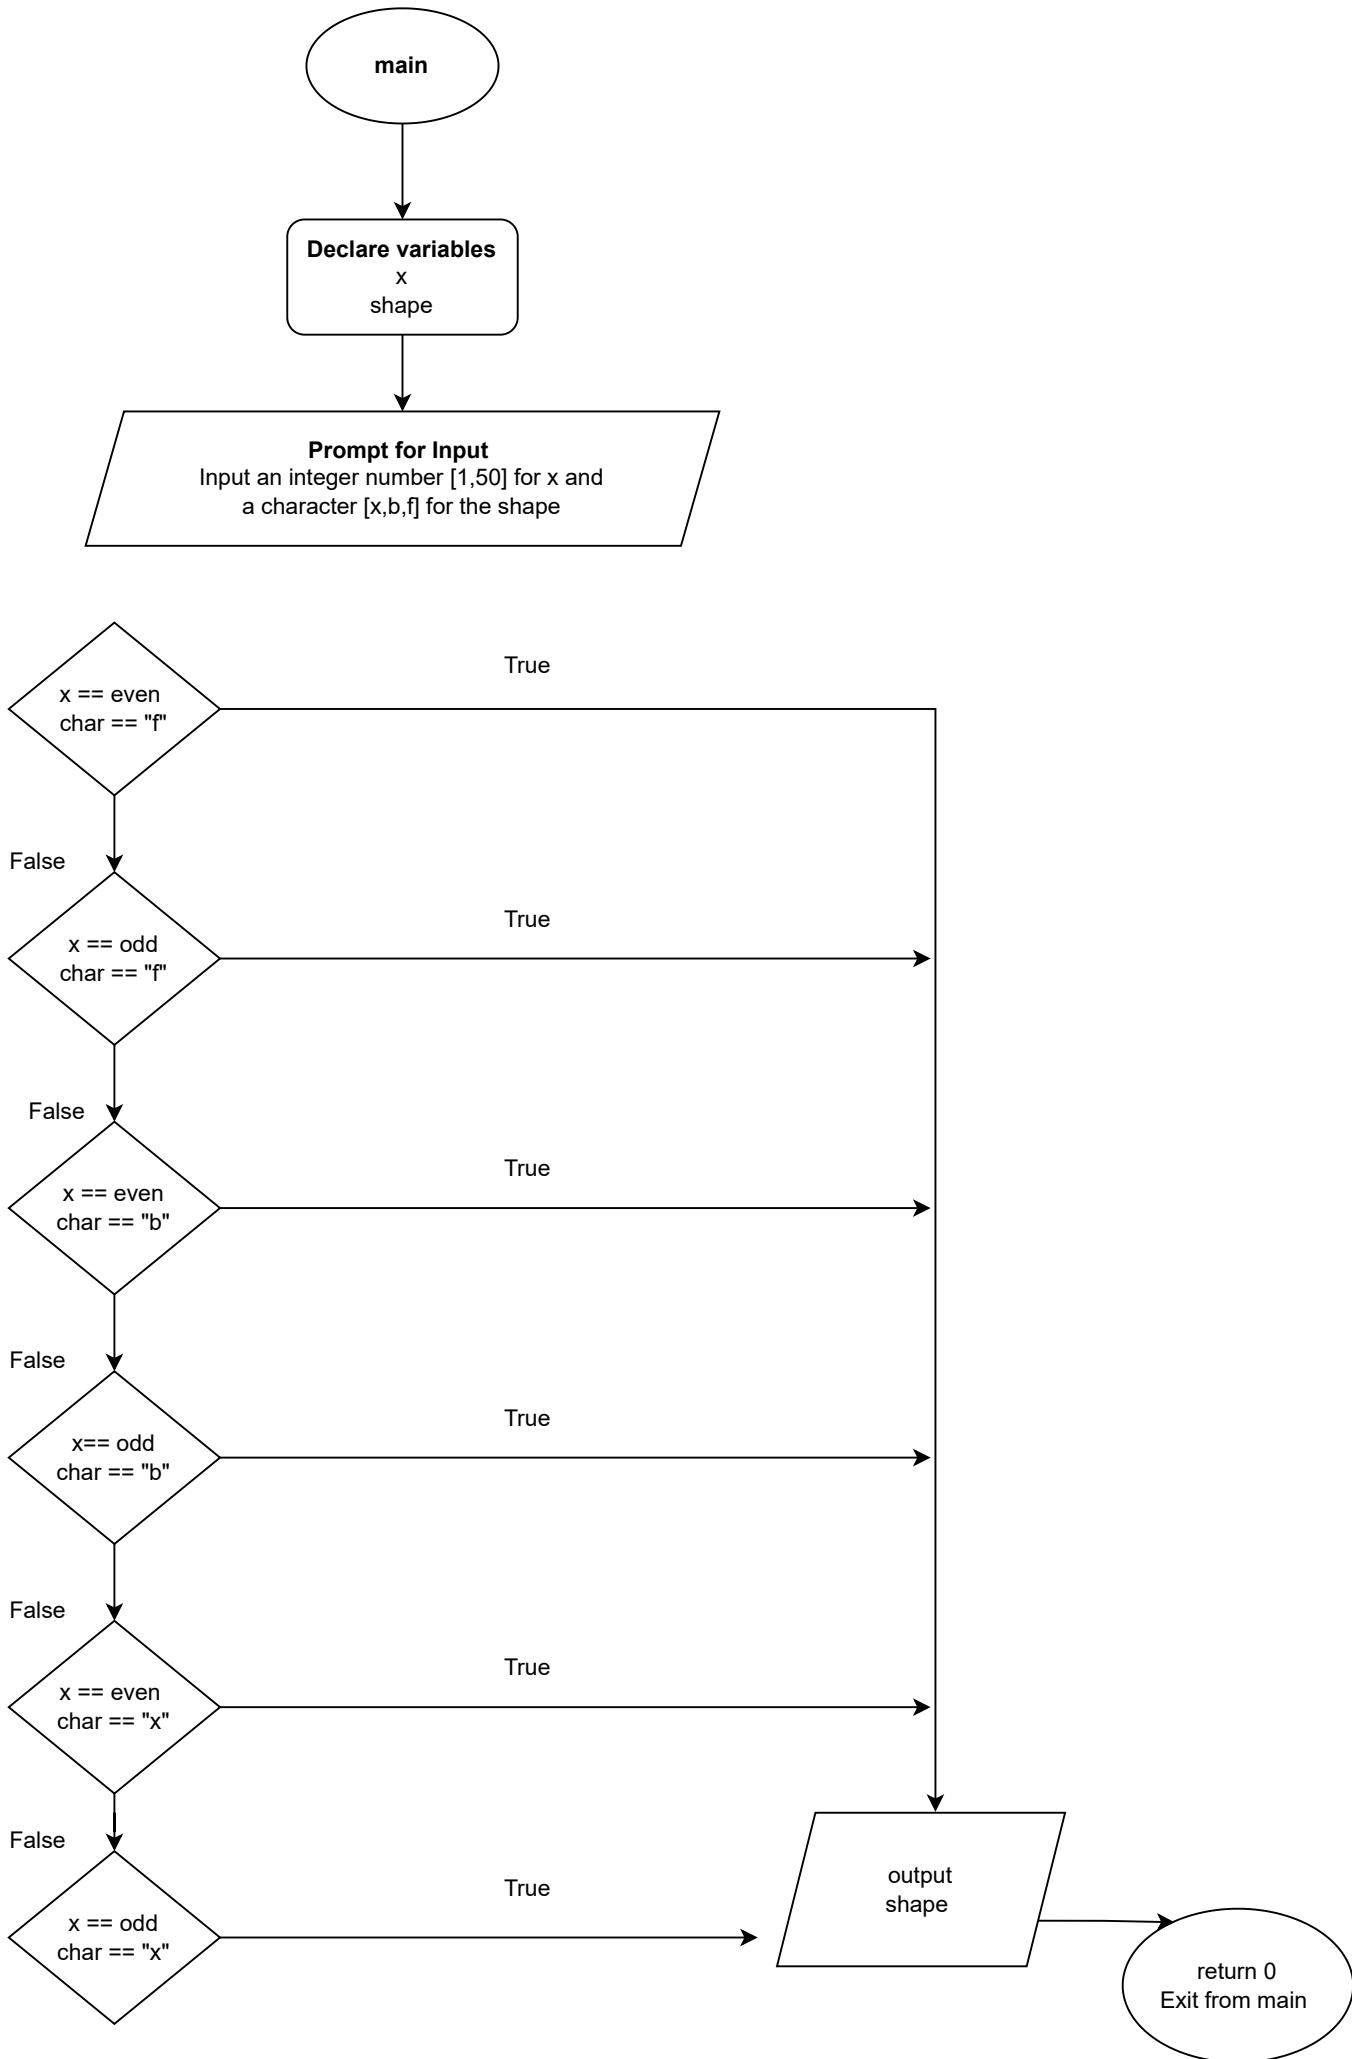 main
Declare variables
x
shape
Prompt for Input
Input an integer number [1,50] for x and
a character [x,b,f] for the shape
True
x == even
char == "f"
False
True
x == odd
char == "f"
False
True
x == even
char == "b"
False
True
x== odd
char == "b"
False
True
x == even
char == "x"
False
True
output
shape
x == odd
char == "x"
return 0
Exit from main